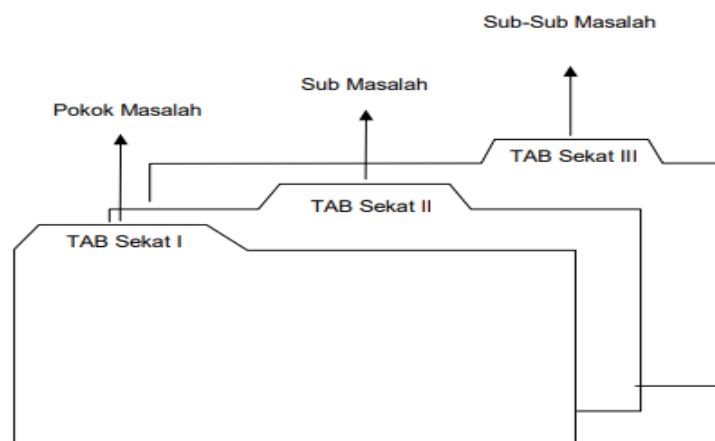 Sub-Sub Masalah
Sub Masalah
Pokok Masalah
TAB Sekat III
TAB Sekat II
TAB Sekat I